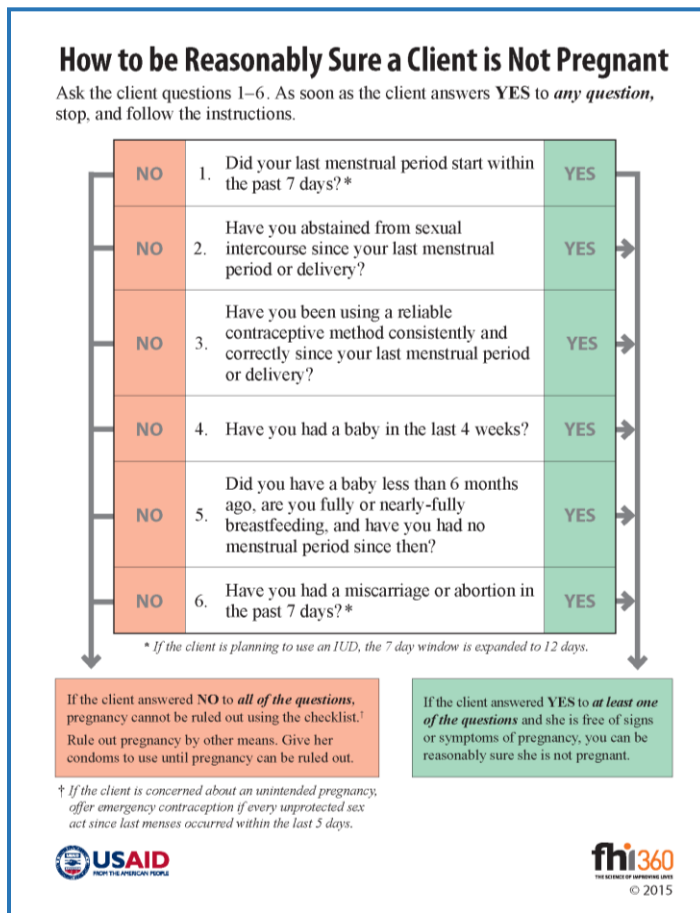 How to be Reasonably Sure a Client is Not Pregnant
Ask the client questions 1–6. As soon as the client answers YES to any question,
stop, and follow the instructions.
NO 1. Did your last menstrual period start within YES
the past 7 days?*
NO 2. Have you abstained from sexual YES
intercourse since your last menstrual
period or delivery?
NO 3. Have you been using a reliable YES
contraceptive method consistently and
correctly since your last menstrual period
or delivery?
NO 4. Have you had a baby in the last 4 weeks? YES
NO 5. Did you have a baby less than 6 months YES
ago, are you fully or nearly-fully
breastfeeding, and have you had no
menstrual period since then?
NO 6. Have you had a miscarriage or abortion in YES
the past 7 days?*
* If the client is planning to use an IUD, the 7 day window is expanded to 12 days.
If the client answered NO to all of the questions,
pregnancy cannot be ruled out using the checklist.†
Rule out pregnancy by other means. Give her
condoms to use until pregnancy can be ruled out.
If the client answered YES to at least one
of the questions and she is free of signs
or symptoms of pregnancy, you can be
reasonably sure she is not pregnant.
† If the client is concerned about an unintended pregnancy,
offer emergency contraception if every unprotected sex
act since last menses occurred within the last 5 days.
USAID
FROM THE AMERICAN PEOPLE
fhi360
THE SCIENCE OF IMPROVING LIVES
© 2015